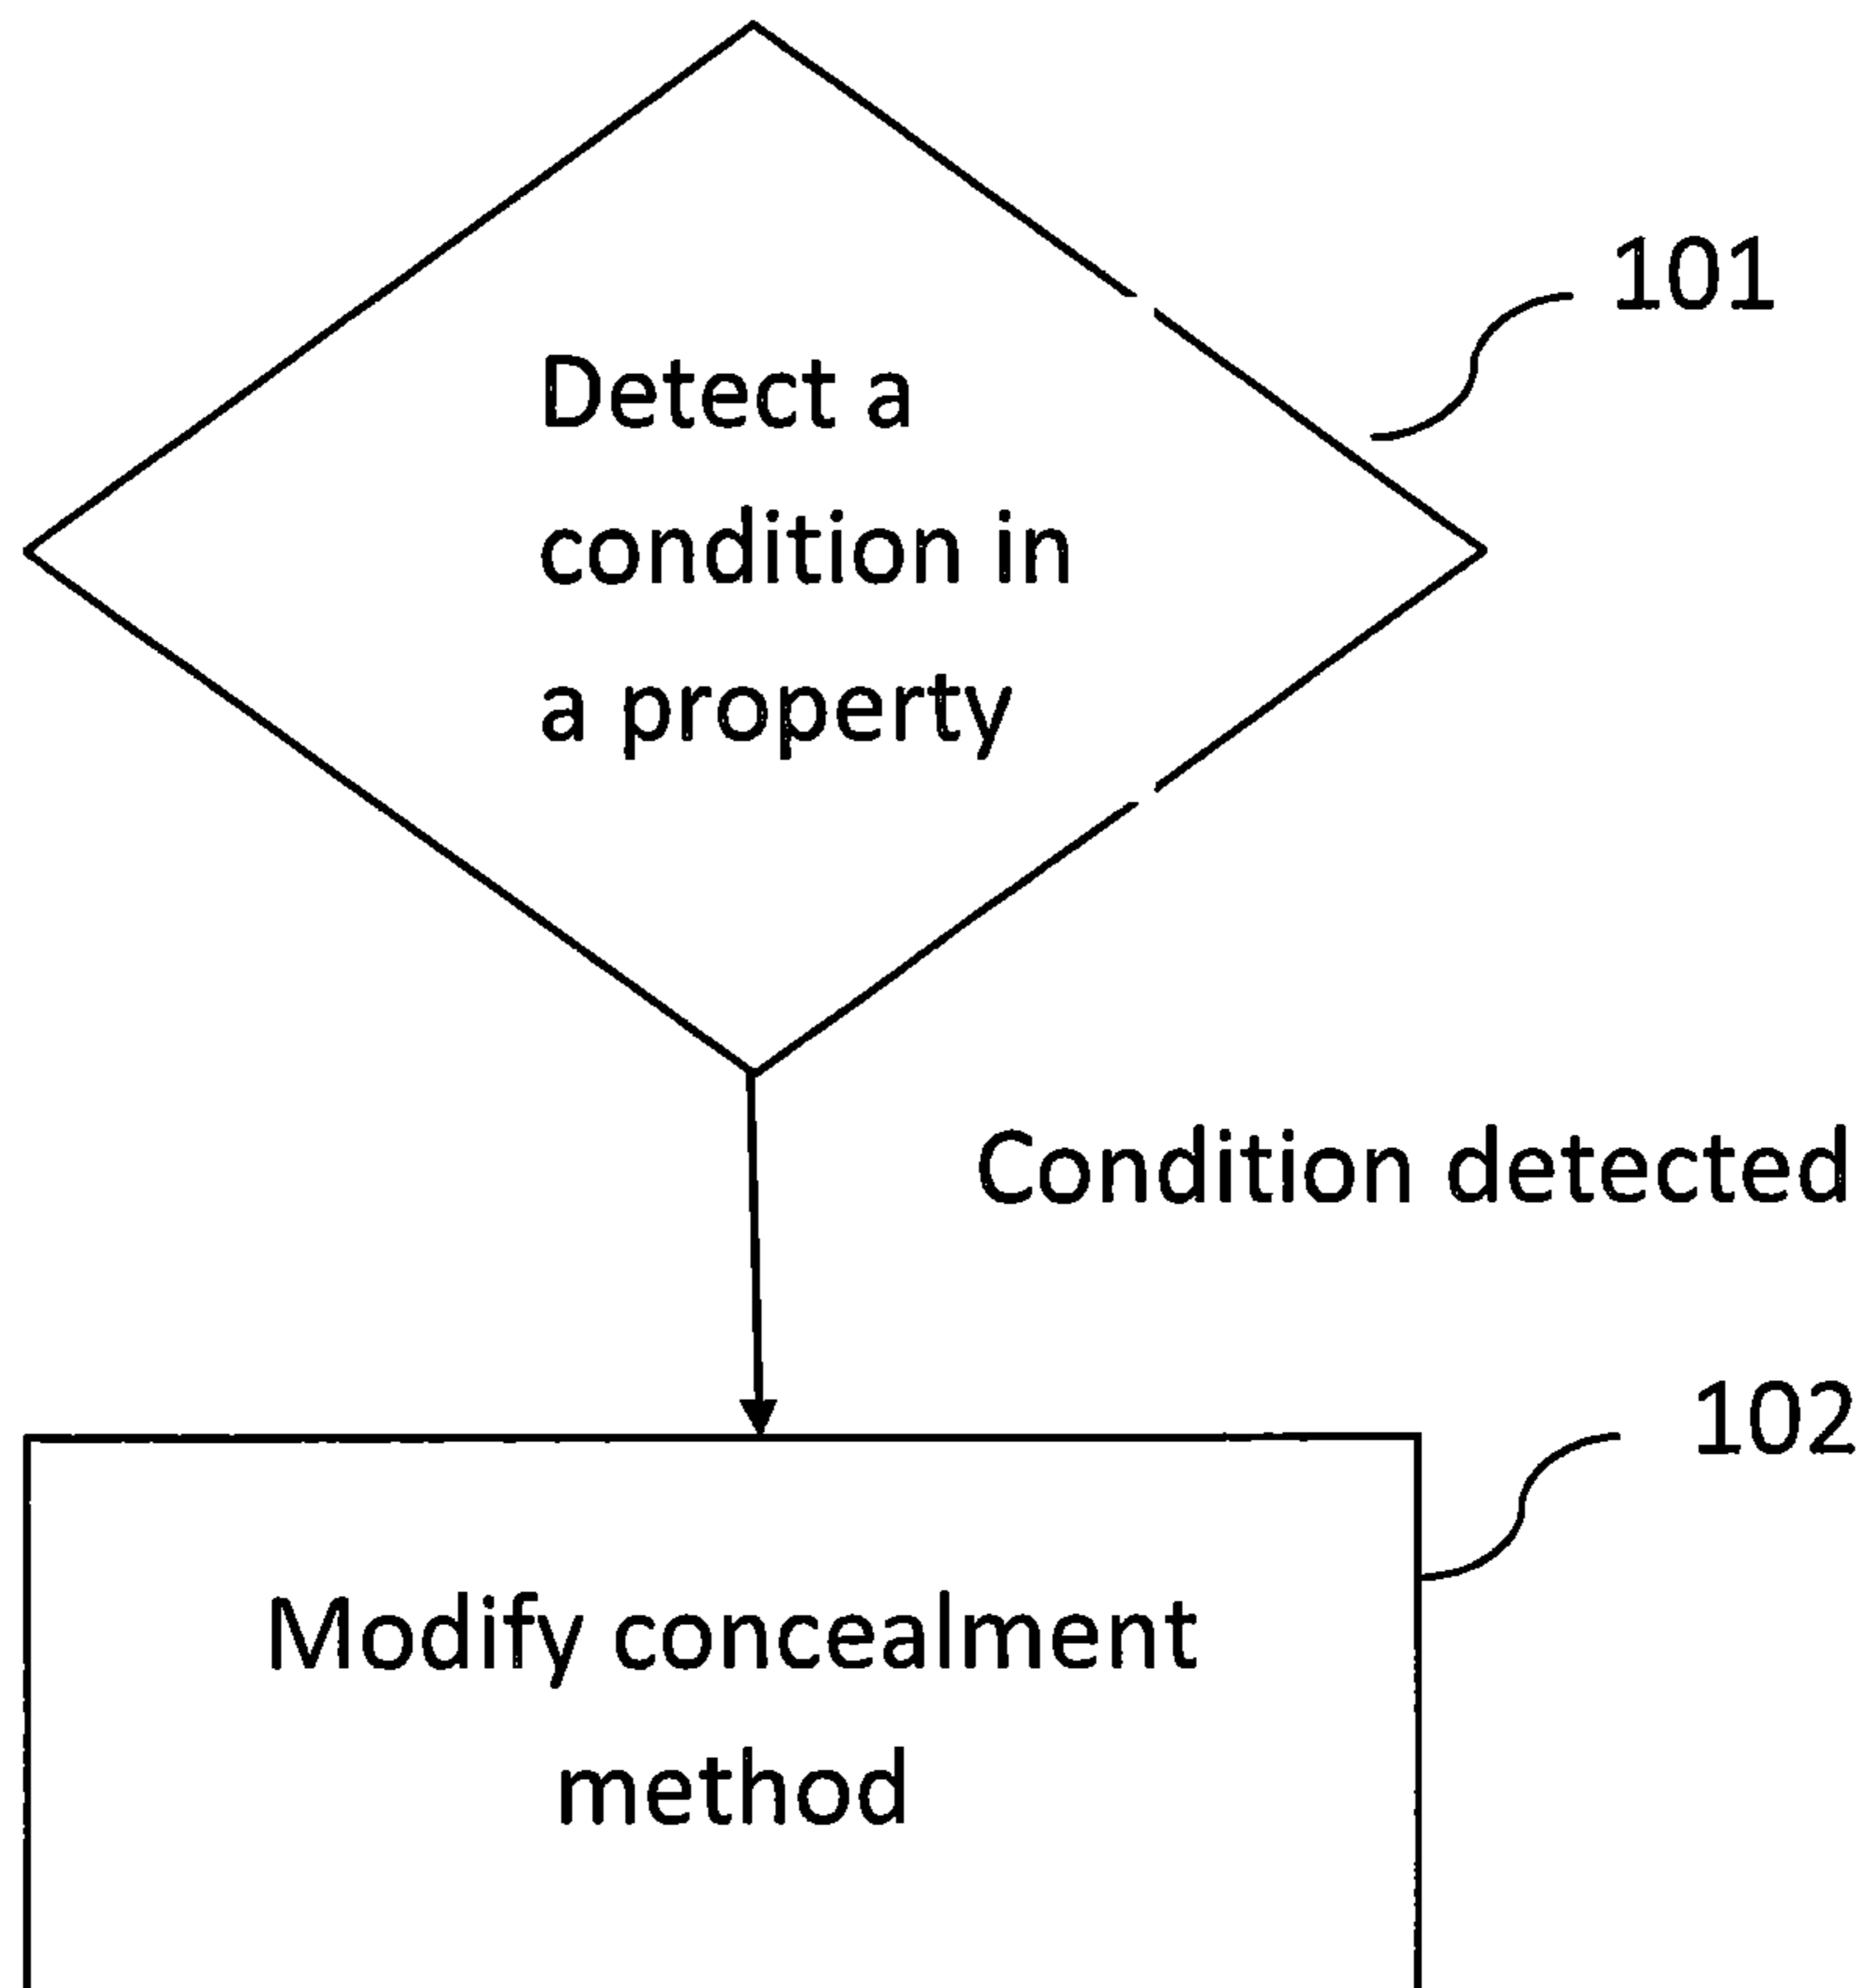 101
Detect a
condition in
a property
Condition detected
102
Modify concealment
method